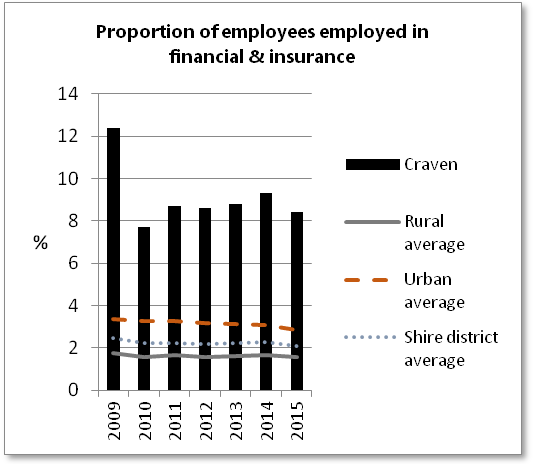 Proportion of employees employed in
financial & insurance
14
12
10
8
6
4
2
0
%
2009
2010
2011
2012
2013
2014
2015
Craven
Rural
average
Urban
average
Shire district
average